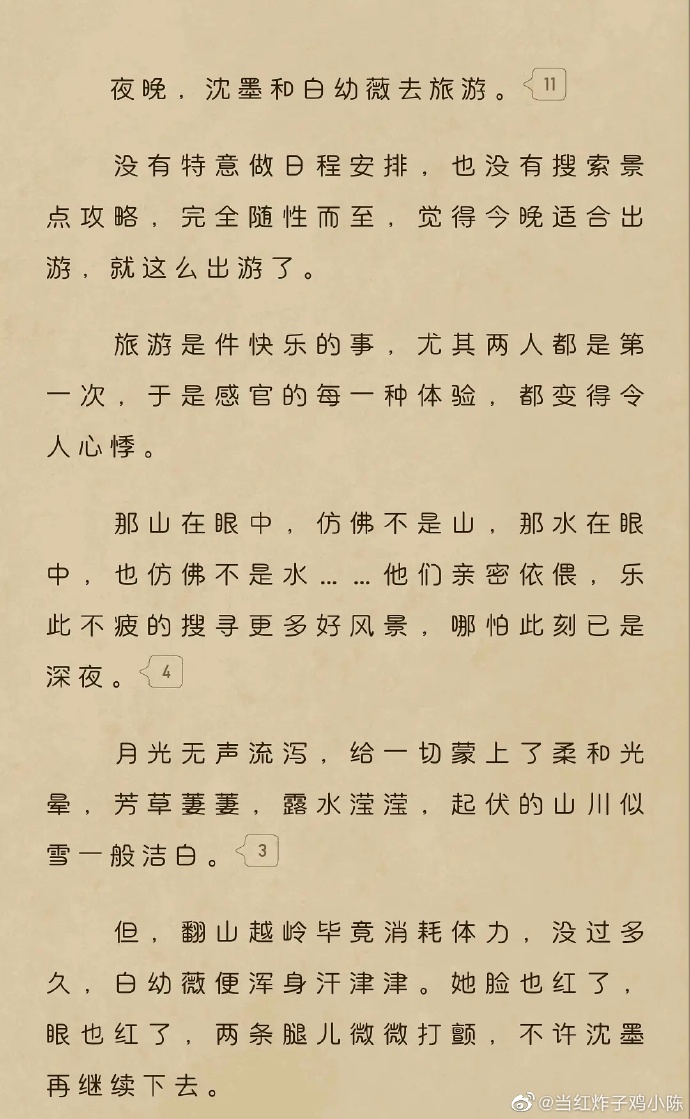 夜晚，沈墨和白幼薇去旅游。 11
没有特意做日程安排，也没有搜索景
点攻略，完全随性而至，觉得今晚适合出
游，就这么出游了。
旅游是件快乐的事，尤其两人都是第
一次，于是感官的每一种体验，都变得令
人心悸。
那山在眼中，仿佛不是山，那水在眼
中，也仿佛不是水……他们亲密依偎，乐
此不疲的搜寻更多好风景，哪怕此刻已是
深夜。 4
月光无声流泻，给一切蒙上了柔和光
晕，芳草萋萋，露水滢滢，起伏的山川似
雪一般洁白。 3
但，翻山越岭毕竟消耗体力，没过多
久，白幼薇便浑身汗津津。她脸也红了，
眼也红了，两条腿儿微微打颤，不许沈墨
再继续下去。
@当红炸子鸡小陈